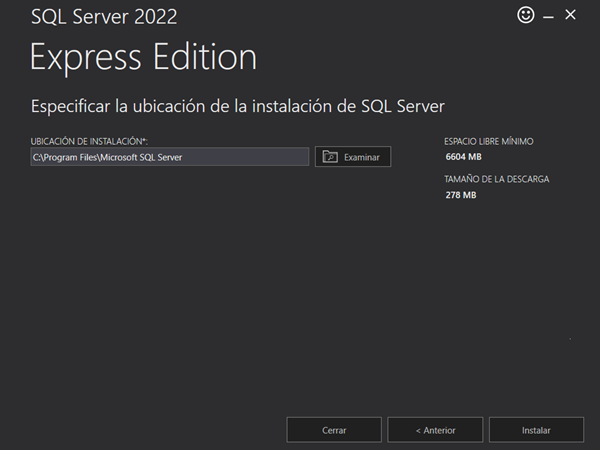 SQL Server 2022
Express Edition
Especificar la ubicación de la instalación de SQL Server
UBICACIÓN DE INSTALACIÓN*:
C:\Program Files\Microsoft SQL Server
Examinar
ESPACIO LIBRE MÍNIMO
6604 MB
TAMAÑO DE LA DESCARGA
278 MB
Cerrar
< Anterior
Instalar